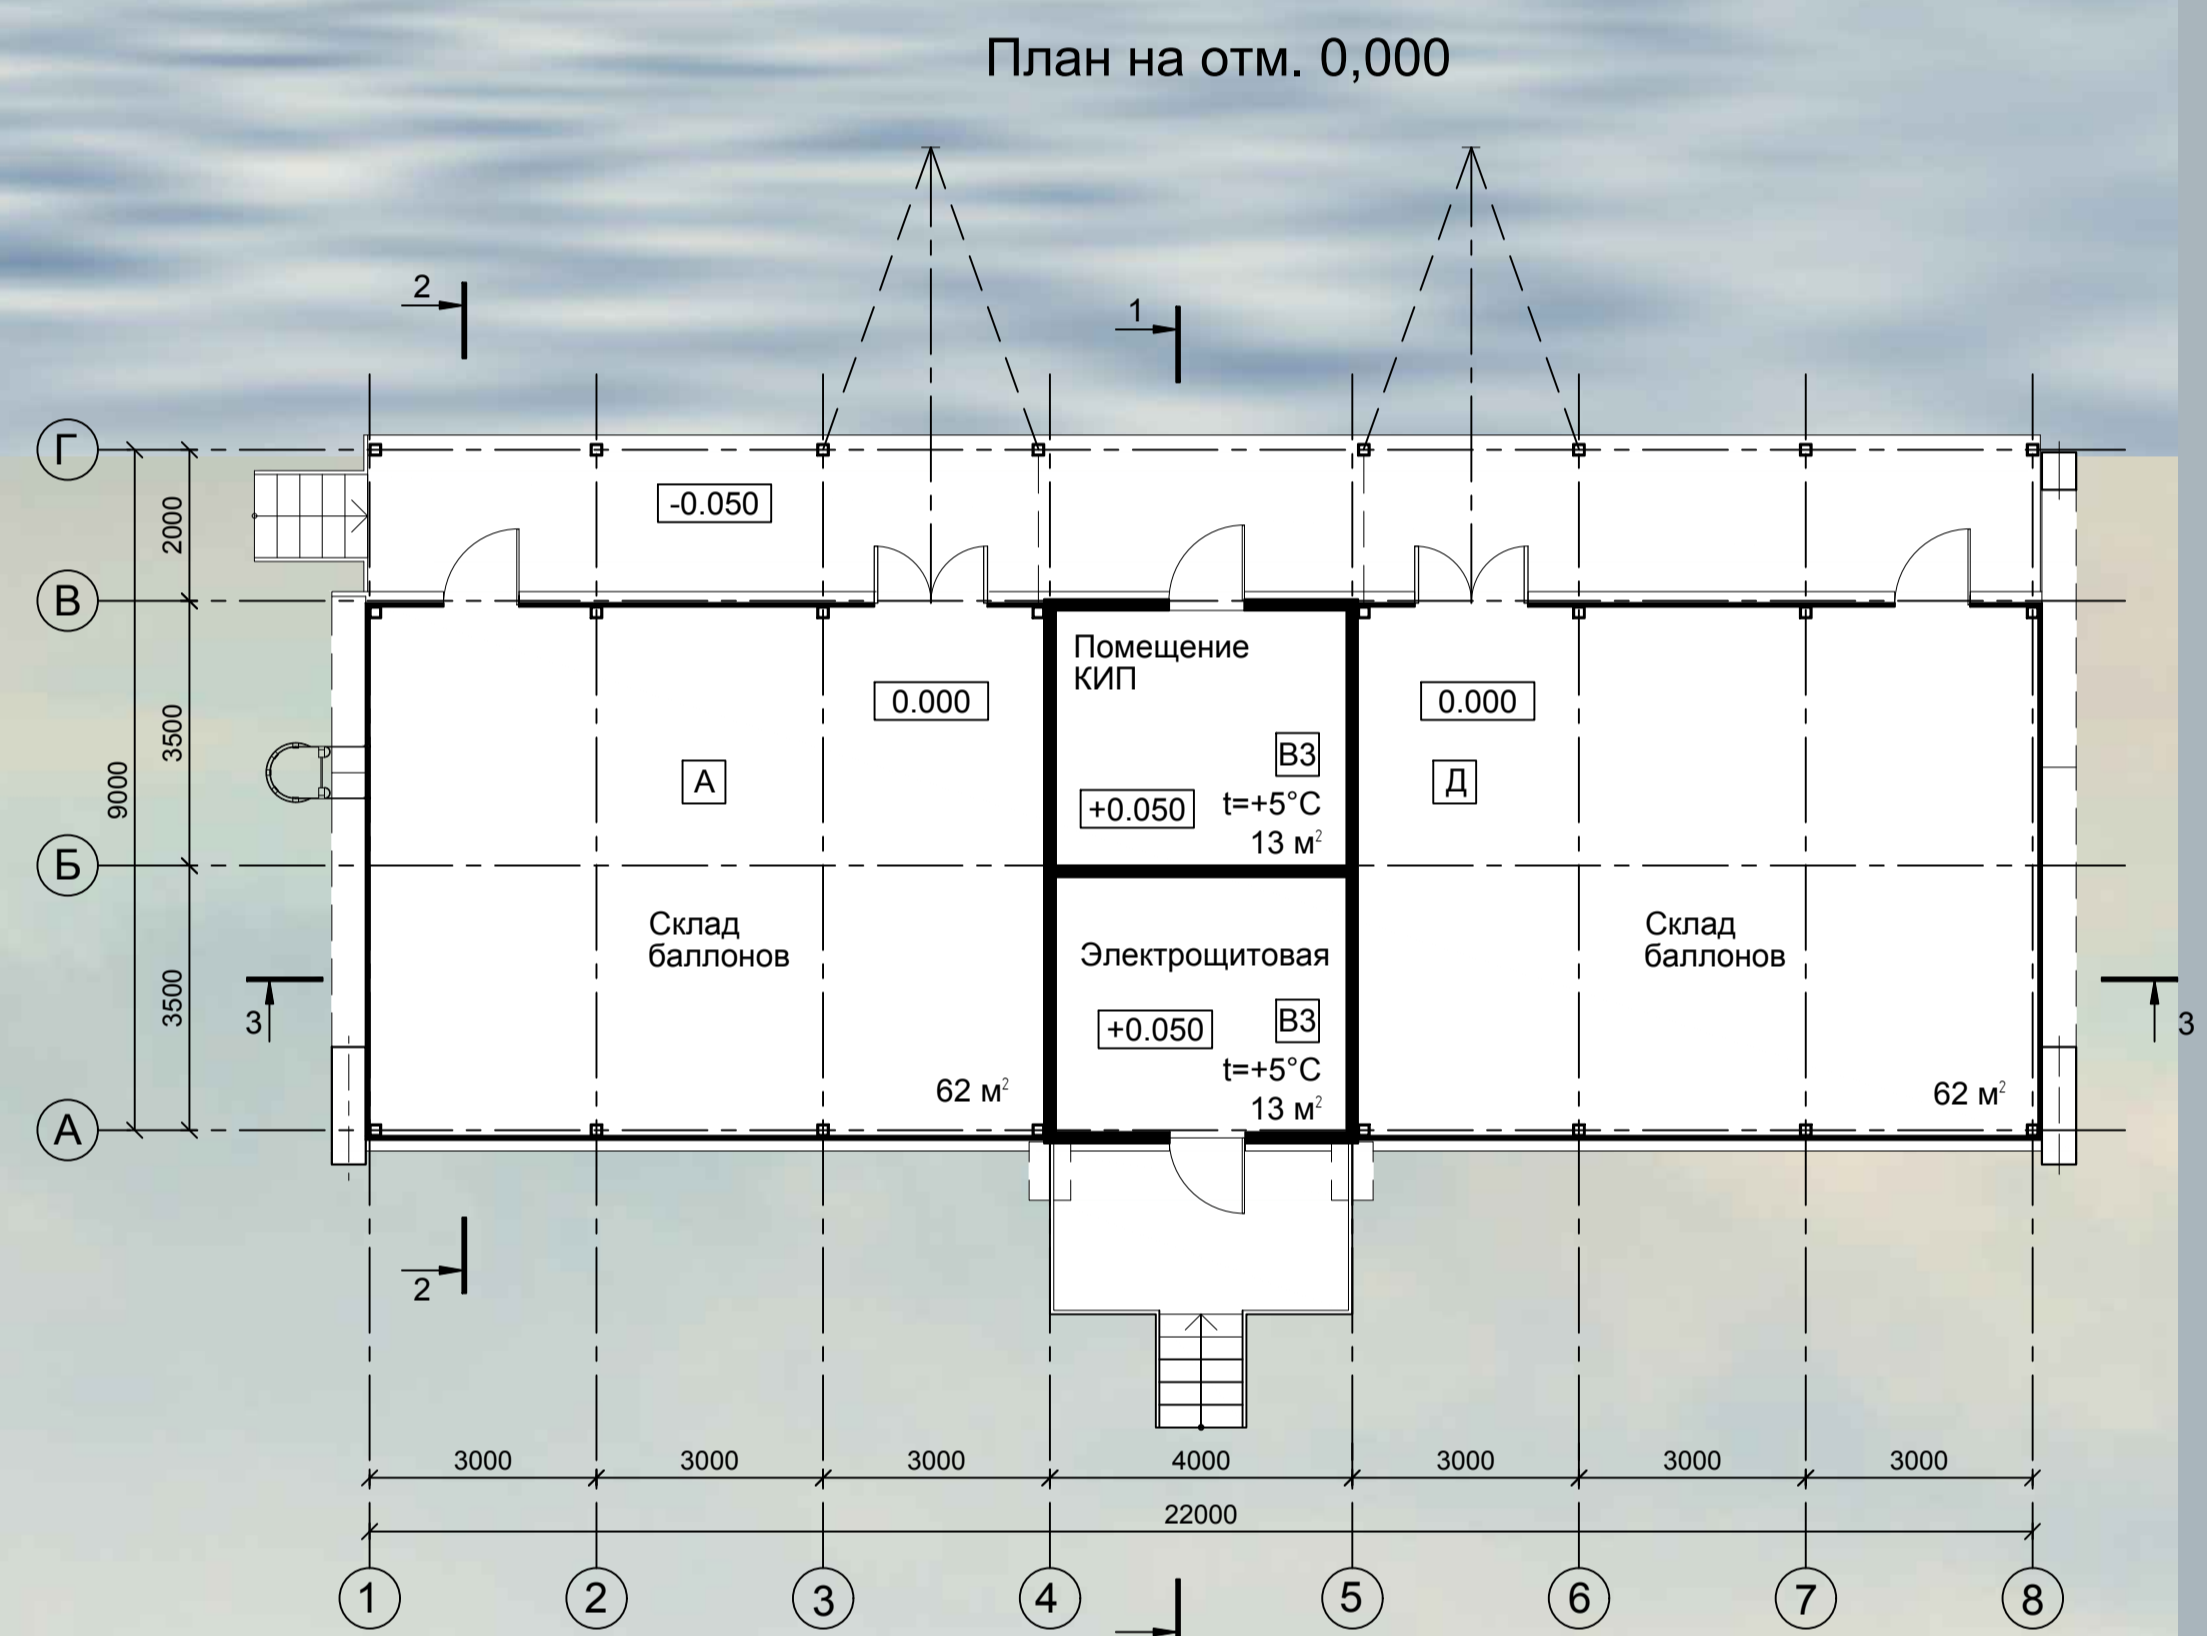 План на отм. 0,000
2
1
Г
-0.050
2000
В
Помещение
КИП
0.000
0.000
3500
В3
А
Д
9000
+0.050
t=+5°C
13 м²
Б
Склад
баллонов
Электрощитовая
Склад
баллонов
3500
3
+0.050
В3
3
t=+5°C
62 м²
13 м²
62 м²
А
2
3000
3000
3000
4000
3000
3000
3000
22000
1
2
3
4
5
6
7
8